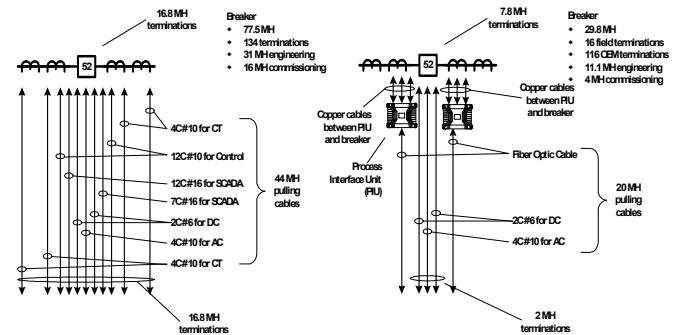 16.8 MH
terminations
Breaker
77.5 MH
134 terminations
31 MH engineering
16 MH commissioning
52
4C#10 for CT
12C#10 for Control
12C#16 for SCADA
7C#16 for SCADA
2C#6 for DC
4C#10 for AC
4C#10 for CT
44 MH
pulling
cables
16.8 MH
terminations
7.8 MH
terminations
Breaker
29.8 MH
16 field terminations
116 OEM terminations
11.1 MH engineering
4 MH commissioning
52
Copper cables
between PIU
and breaker
Copper cables
between PIU
and breaker
Process
Interface Unit
(PIU)
Fiber Optic Cable
2C#6 for DC
4C#10 for AC
20 MH
pulling
cables
2 MH
terminations